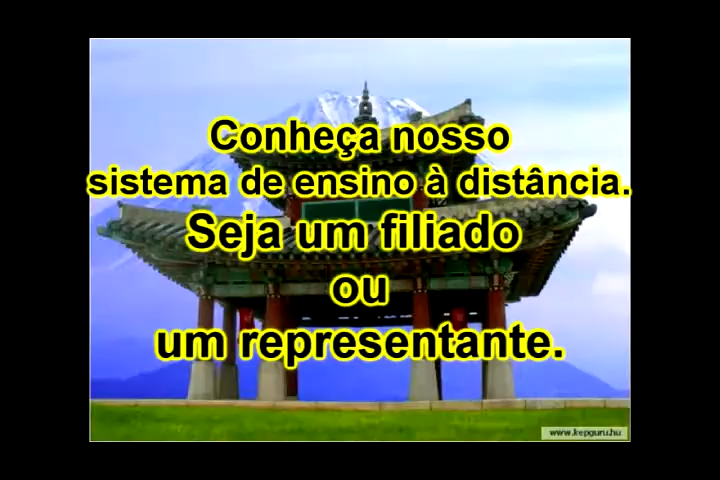 Conheça nosso
sistema de ensino à distância.
Seja um filiado
ou
um representante.
www.kepguru.hu